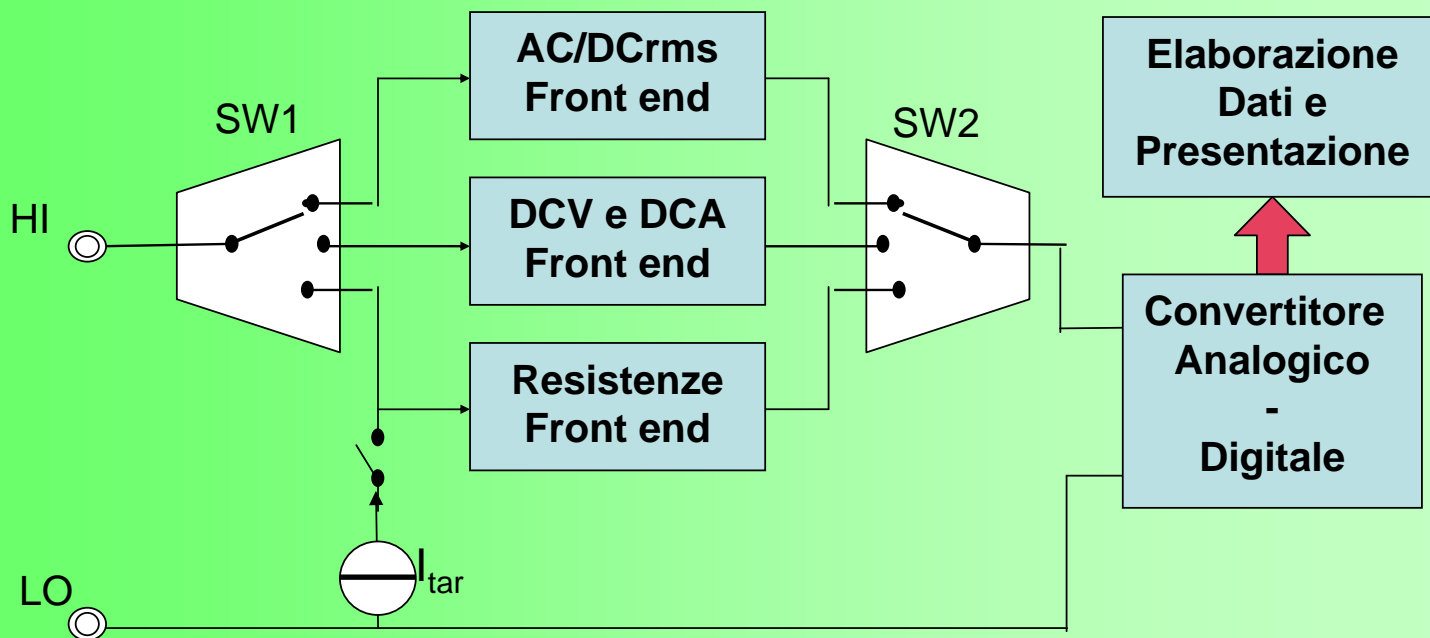 AC/DCrms
Front end
Elaborazione
Dati e
Presentazione
SW1
SW2
HI
DCV e DCA
Front end
Convertitore
Analogico
-
Digitale
Resistenze
Front end
I tar
LO